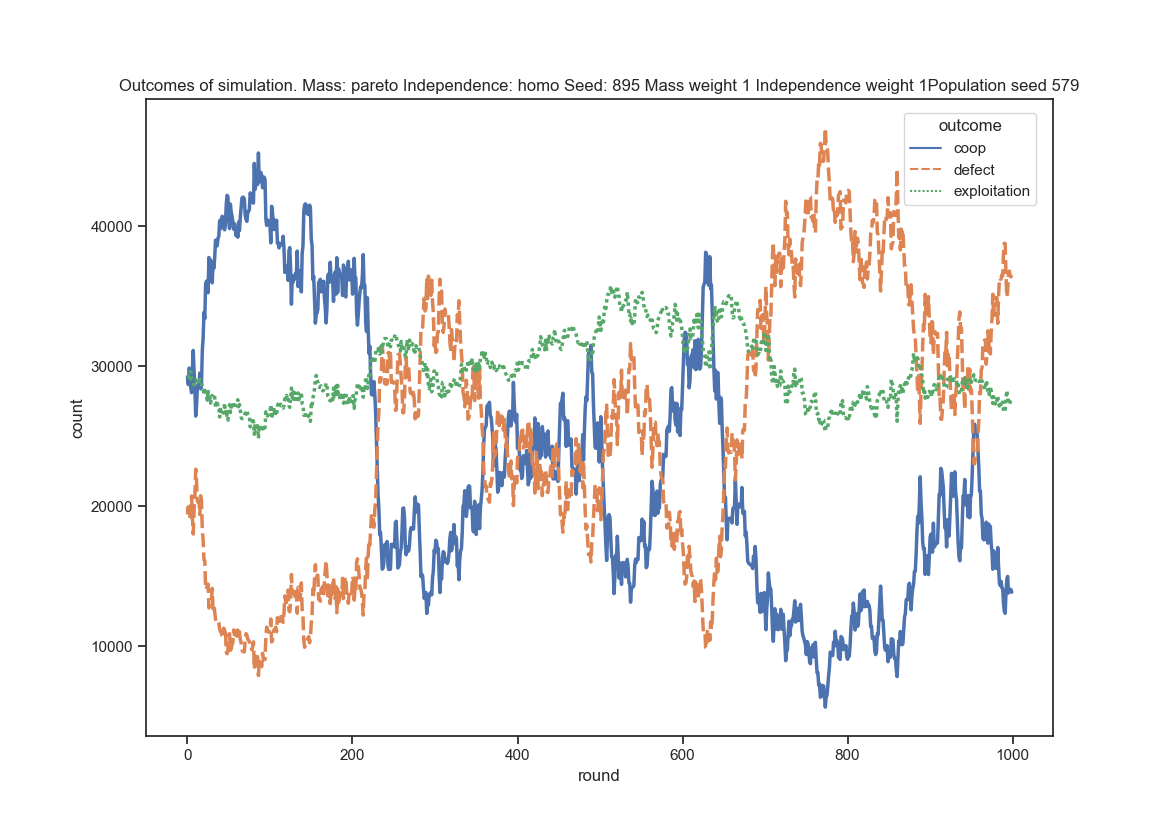 Outcomes of simulation. Mass: pareto Independence: homo Seed: 895 Mass weight 1 Independence weight 1Population seed 579
outcome
coop
defect
exploitation
40000
30000
20000
10000
count
0 200 400 600 800 1000
round